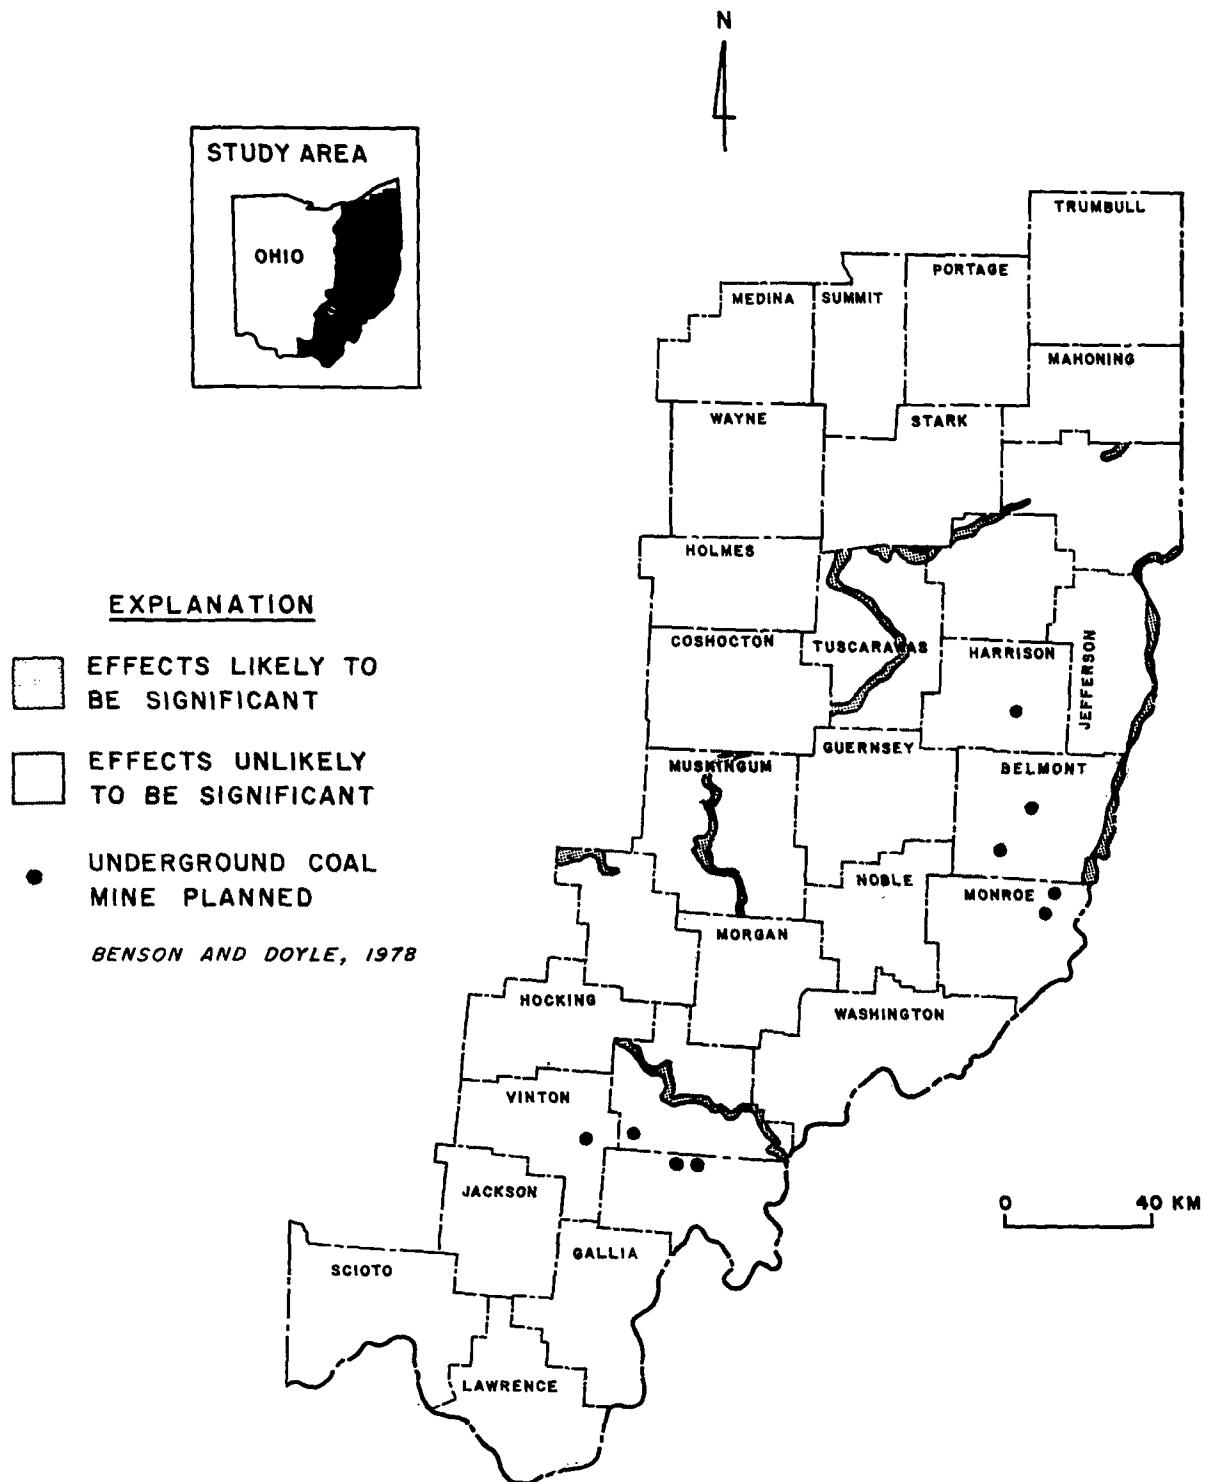 N
STUDY AREA
OHIO
TRUMBULL
PORTAGE
MEDINA
SUMMIT
MAHONING
WAYNE
STARK
HOLMES
EXPLANATION
EFFECTS LIKELY TO
BE SIGNIFICANT
EFFECTS UNLIKELY
TO BE SIGNIFICANT
UNDERGROUND COAL
MINE PLANNED
BENSON AND DOYLE, 1978
COSHOCTON
TUSCARAWAS
HARRISON
JEFFERSON
GUERNSEY
MUSKINGUM
BELMONT
NOBLE
MONROE
MORGAN
HOCKING
WASHINGTON
VINTON
JACKSON
0 40 KM
GALLIA
SCIOTO
LAWRENCE